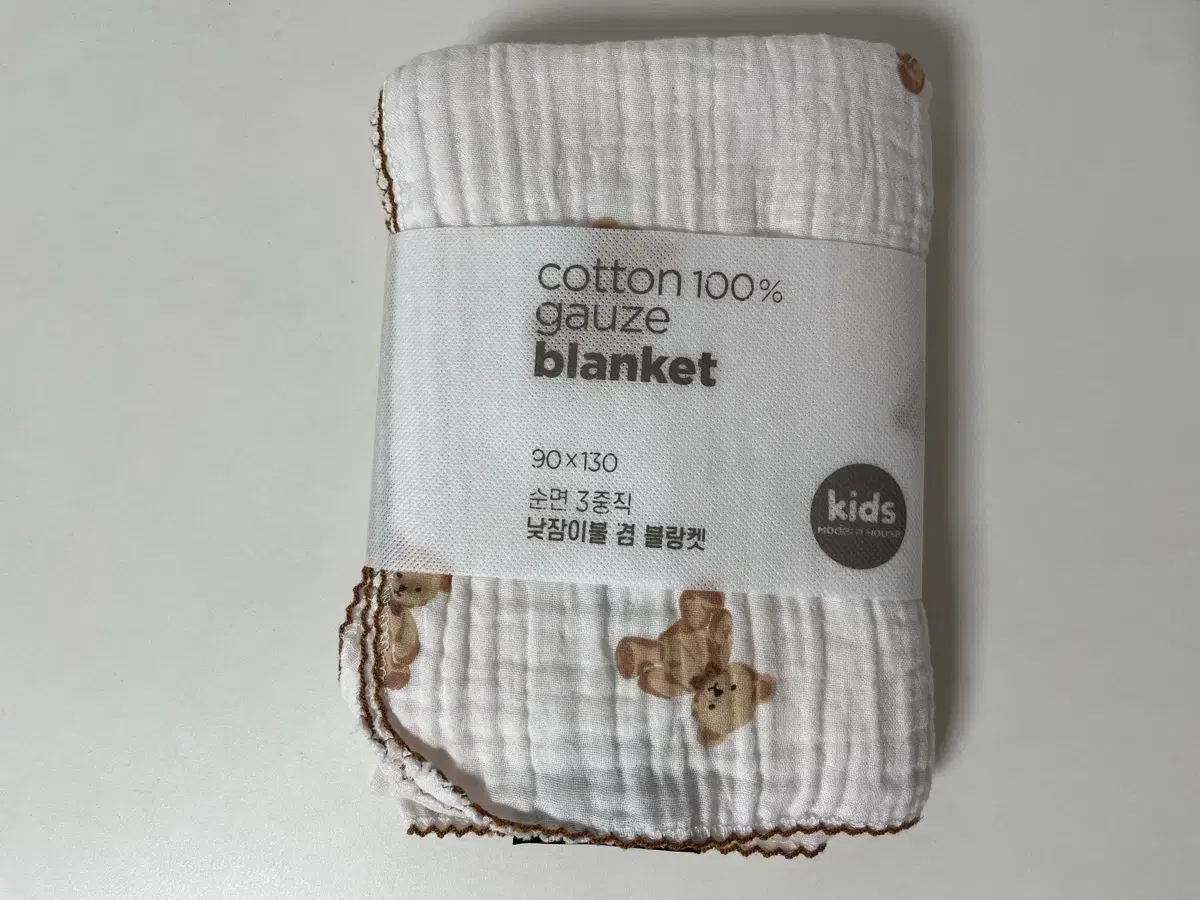 cotton 100%
gauze
blanket
90×130
순면 3중직
낮잠이불 겸 블랑켓
kids
MODERN HOUSE